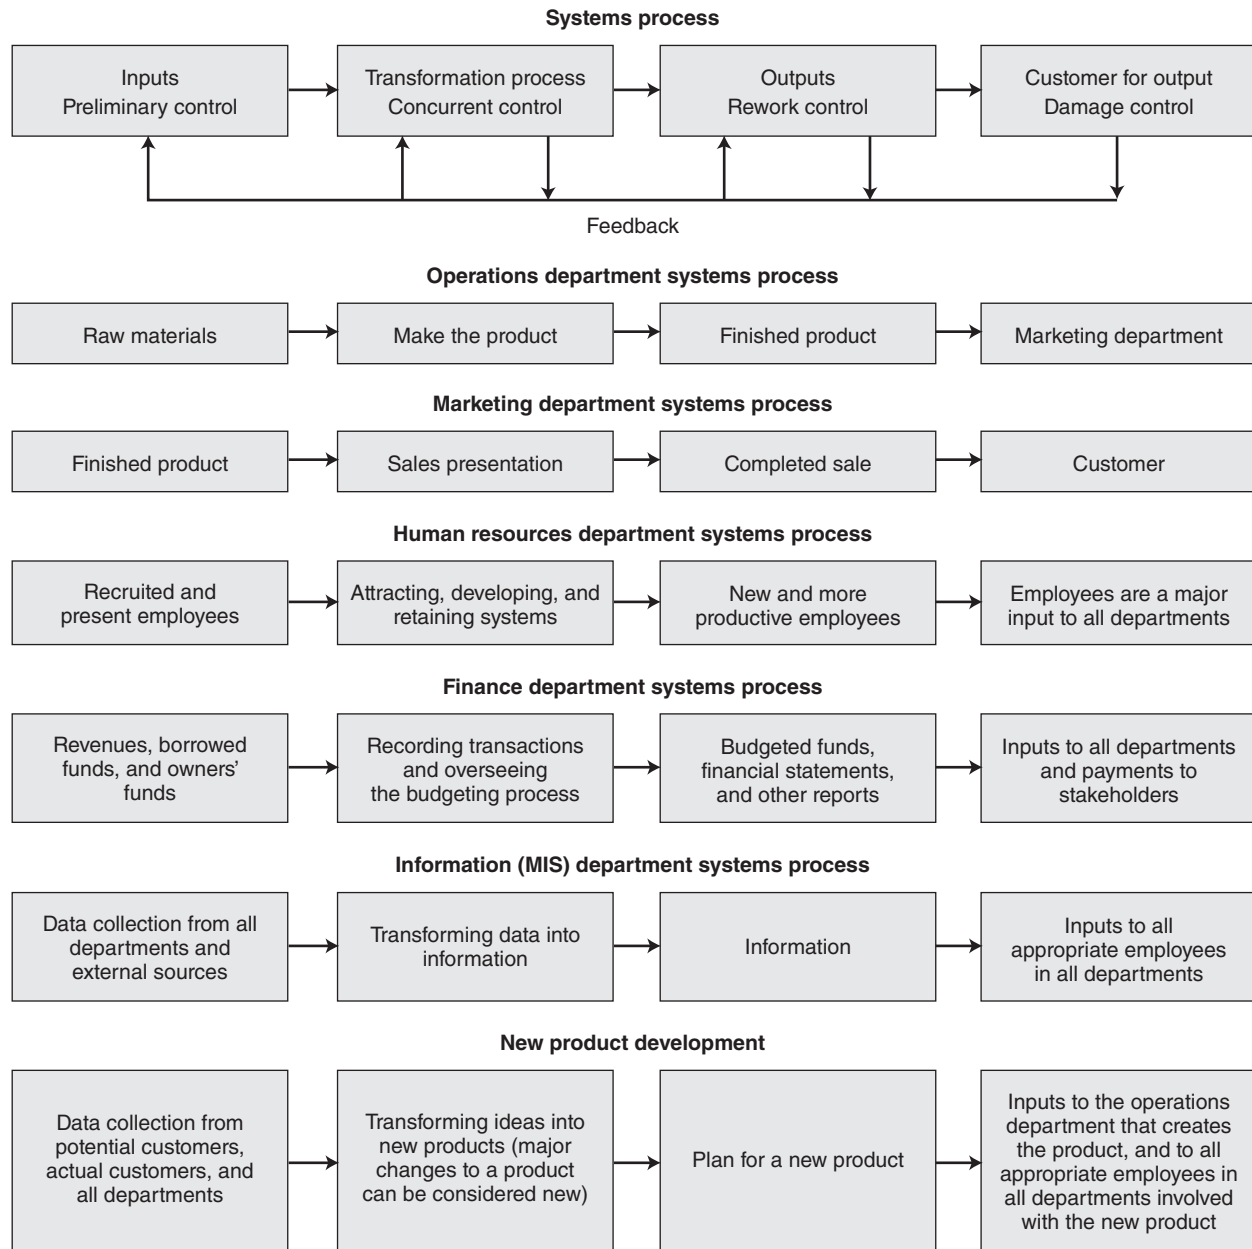 Systems process
Inputs
Preliminary control
Transformation process
Concurrent control
Outputs
Rework control
Customer for output
Damage control
Feedback
Operations department systems process
Raw materials
Make the product
Finished product
Marketing department
Marketing department systems process
Finished product
Sales presentation
Completed sale
Customer
Human resources department systems process
Recruited and
present employees
Attracting, developing, and
retaining systems
New and more
productive employees
Employees are a major
input to all departments
Finance department systems process
Revenues, borrowed
funds, and owners’
funds
Recording transactions
and overseeing
the budgeting process
Budgeted funds,
financial statements,
and other reports
Inputs to all departments
and payments to
stakeholders
Information (MIS) department systems process
Data collection from all
departments and
external sources
Transforming data into
information
Information
Inputs to all
appropriate employees
in all departments
New product development
Data collection from
potential customers,
actual customers, and
all departments
Transforming ideas into
new products (major
changes to a product
can be considered new)
Plan for a new product
Inputs to the operations
department that creates
the product, and to all
appropriate employees in
all departments involved
with the new product